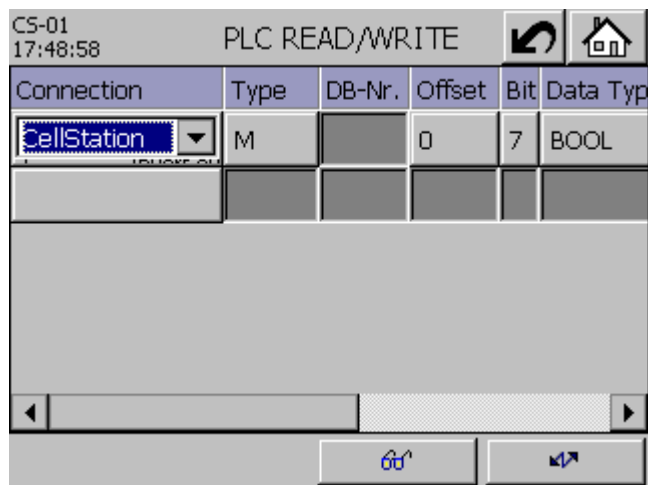 CS-01
17:48:58
PLC READ/WRITE
Connection Type DB-Nr. Offset Bit Data Typ
CellStation M 0 7 BOOL